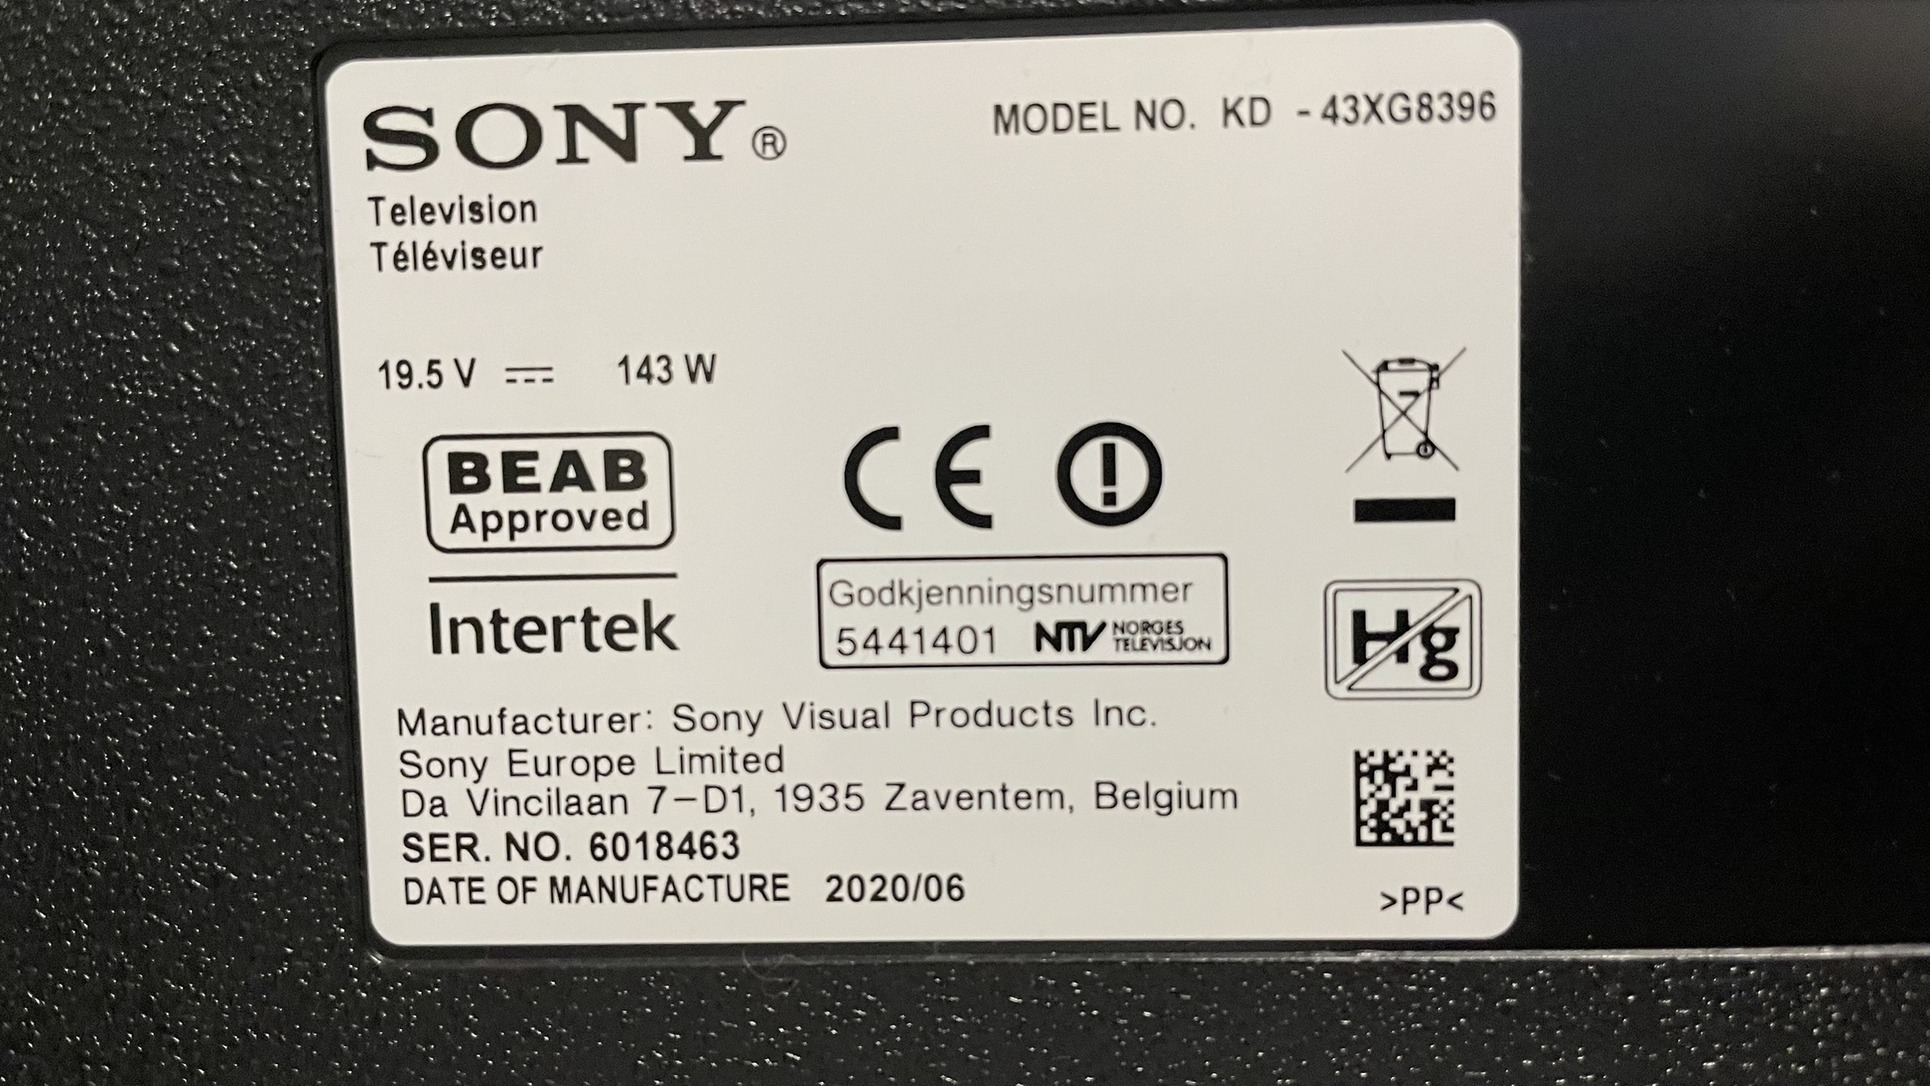 SONY®
MODEL NO. KD - 43XG8396
Television
Téléviseur
19.5 V 143 W
BEAB
Approved
Intertek
CE
Godkjenningsnummer
5441401 NTV NORGES
TELEVISJON
Hg
Manufacturer: Sony Visual Products Inc.
Sony Europe Limited
Da Vincilaan 7-D1, 1935 Zaventem, Belgium
SER. NO. 6018463
DATE OF MANUFACTURE 2020/06
>PP<